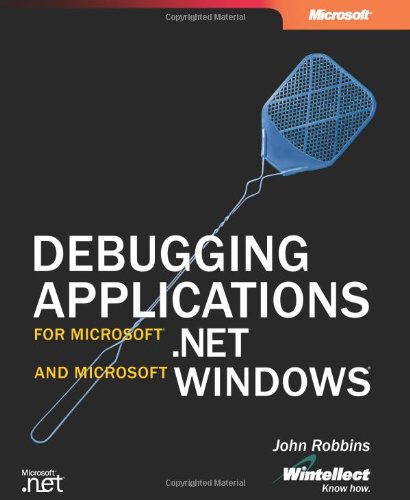 Copyrighted Material
Microsoft®
DEBUGGING
APPLICATIONS
FOR MICROSOFT® .NET
AND MICROSOFT WINDOWS®
John Robbins
Microsoft®
.net
Wintellect
Know how.